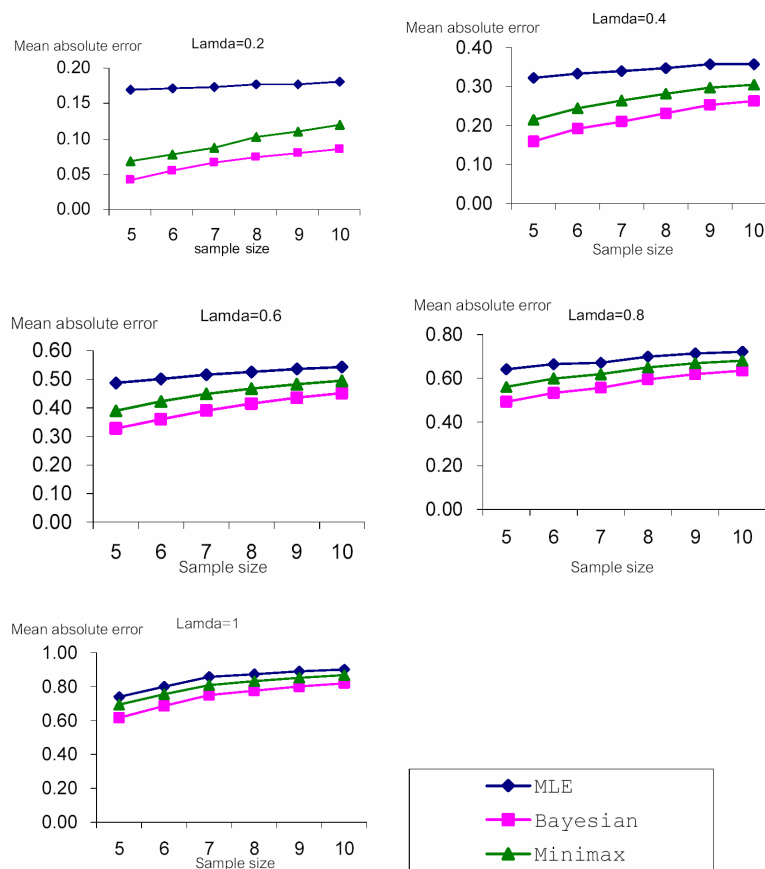 Mean absolute error
Lamda=0.2
0.20
0.15
0.10
0.05
0.00
5 6 7 8 9 10
sample size
Mean absolute error
Lamda=0.4
0.40
0.30
0.20
0.10
0.00
5 6 7 8 9 10
Sample size
Mean absolute error
Lamda=0.6
0.60
0.50
0.40
0.30
0.20
0.10
0.00
5 6 7 8 9 10
Sample size
Mean absolute error
Lamda=0.8
0.80
0.60
0.40
0.20
0.00
5 6 7 8 9 10
Sample size
Mean absolute error
Lamda=1
1.00
0.80
0.60
0.40
0.20
0.00
5 6 7 8 9 10
Sample size
MLE
Bayesian
Minimax